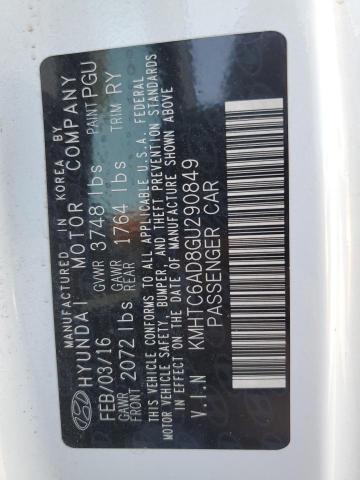 MANUFACTURED IN KOREA BY
HYUNDAI MOTOR COMPANY
FEB/03/16 GVWR 3748 lbs PAINT PGU
GAWR FRONT 2072 lbs GAWR REAR 1764 lbs TRIM RY
THIS VEHICLE CONFORMS TO ALL APPLICABLE U.S.A. FEDERAL
MOTOR VEHICLE SAFETY, BUMPER, AND THEFT PREVENTION STANDARDS
IN EFFECT ON THE DATE OF MANUFACTURE SHOWN ABOVE
V.I.N KMHTC6AD8GU290849
PASSENGER CAR